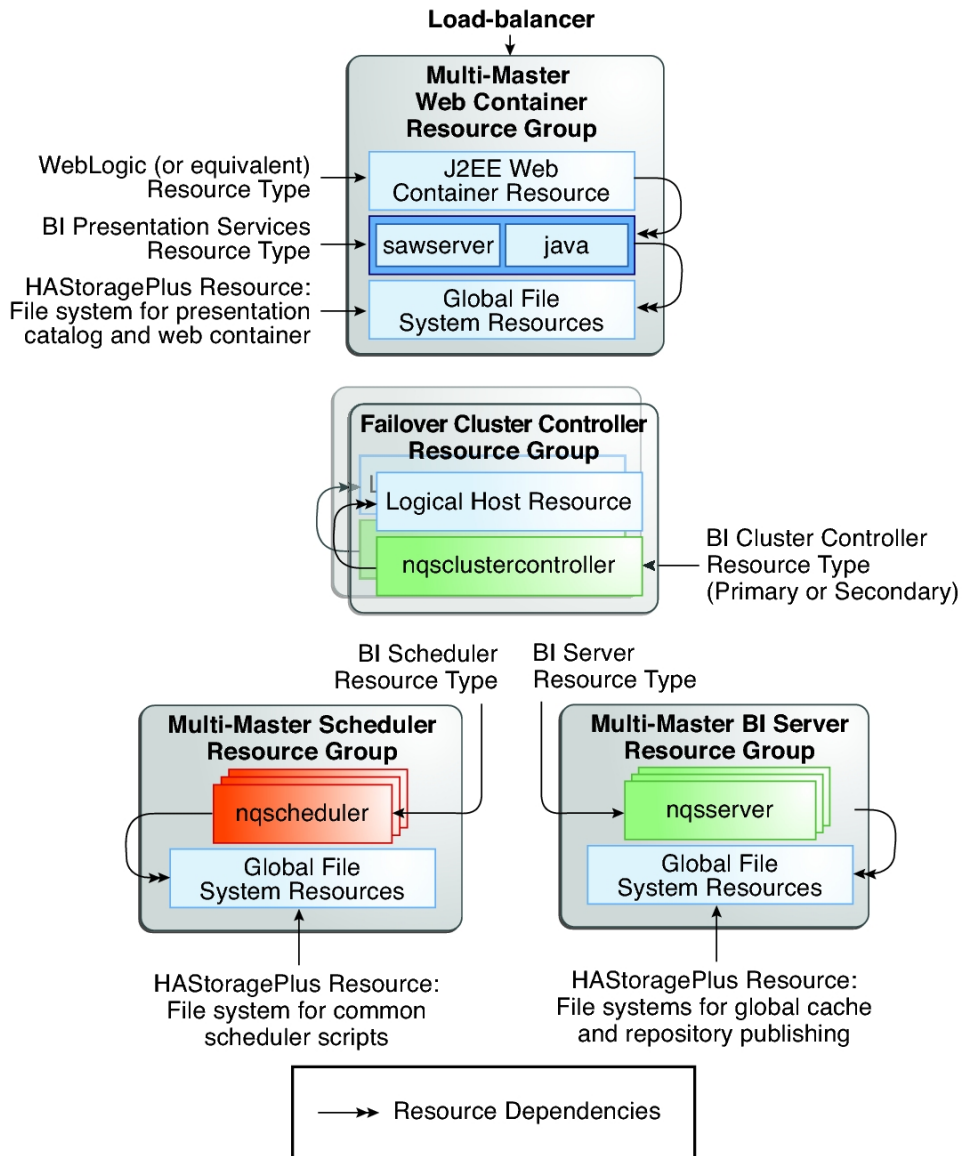 Load-balancer
Multi-Master
Web Container
Resource Group
WebLogic (or equivalent)
Resource Type
J2EE Web
Container Resource
BI Presentation Services
Resource Type
sawserver
java
HAStoragePlus Resource:
File system for presentation
catalog and web container
Global File
System Resources
Failover Cluster Controller
Resource Group
L
Logical Host Resource
nqsclustercontroller
BI Cluster Controller
Resource Type
(Primary or Secondary)
BI Scheduler
Resource Type
BI Server
Resource Type
Multi-Master Scheduler
Resource Group
nqscheduler
Global File
System Resources
Multi-Master BI Server
Resource Group
nqsserver
Global File
System Resources
HAStoragePlus Resource:
File system for common
scheduler scripts
HAStoragePlus Resource:
File systems for global cache
and repository publishing
Resource Dependencies